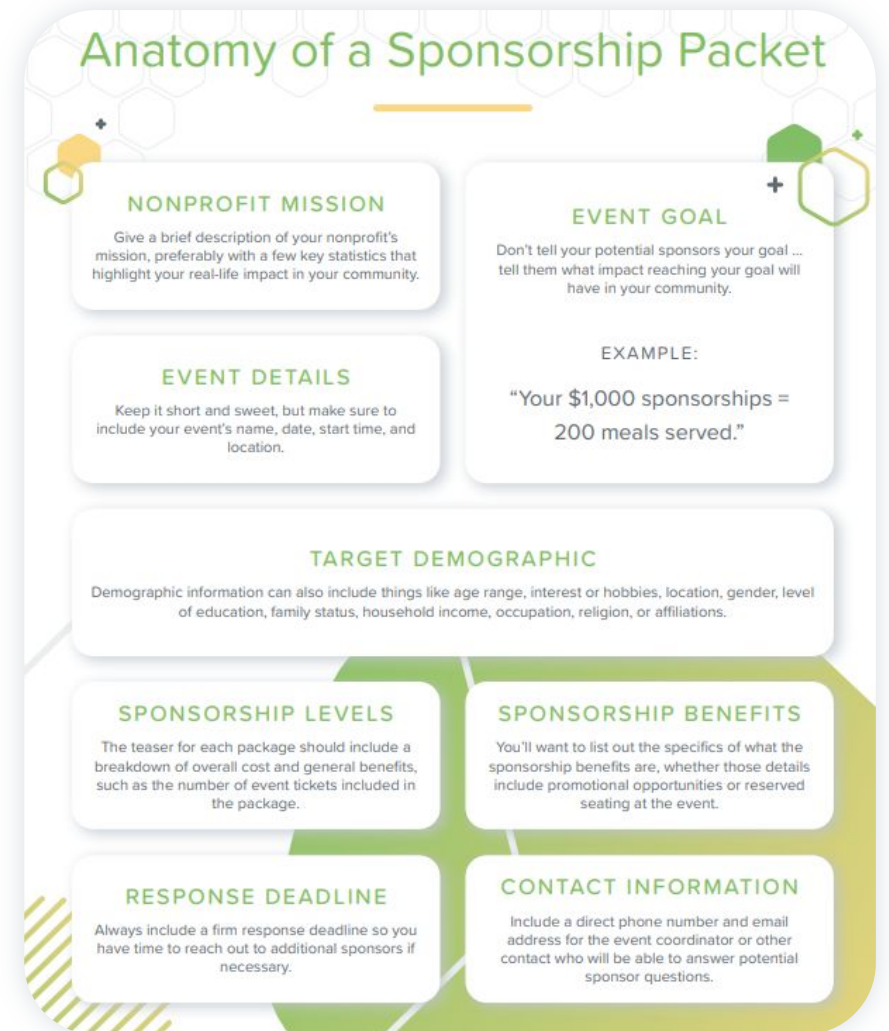 Anatomy of a Sponsorship Packet
NONPROFIT MISSION
Give a brief description of your nonprofit's
mission, preferably with a few key statistics that
highlight your real-life impact in your community.
EVENT GOAL
Don't tell your potential sponsors your goal ...
tell them what impact reaching your goal will
have in your community.
EXAMPLE:
“Your $1,000 sponsorships =
200 meals served.”
EVENT DETAILS
Keep it short and sweet, but make sure to
include your event's name, date, start time, and
location.
TARGET DEMOGRAPHIC
Demographic information can also include things like age range, interest or hobbies, location, gender, level
of education, family status, household income, occupation, religion, or affiliations.
SPONSORSHIP LEVELS
The teaser for each package should include a
breakdown of overall cost and general benefits,
such as the number of event tickets included in
the package.
SPONSORSHIP BENEFITS
You'll want to list out the specifics of what the
sponsorship benefits are, whether those details
include promotional opportunities or reserved
seating at the event.
RESPONSE DEADLINE
Always include a firm response deadline so you
have time to reach out to additional sponsors if
necessary.
CONTACT INFORMATION
Include a direct phone number and email
address for the event coordinator or other
contact who will be able to answer potential
sponsor questions.